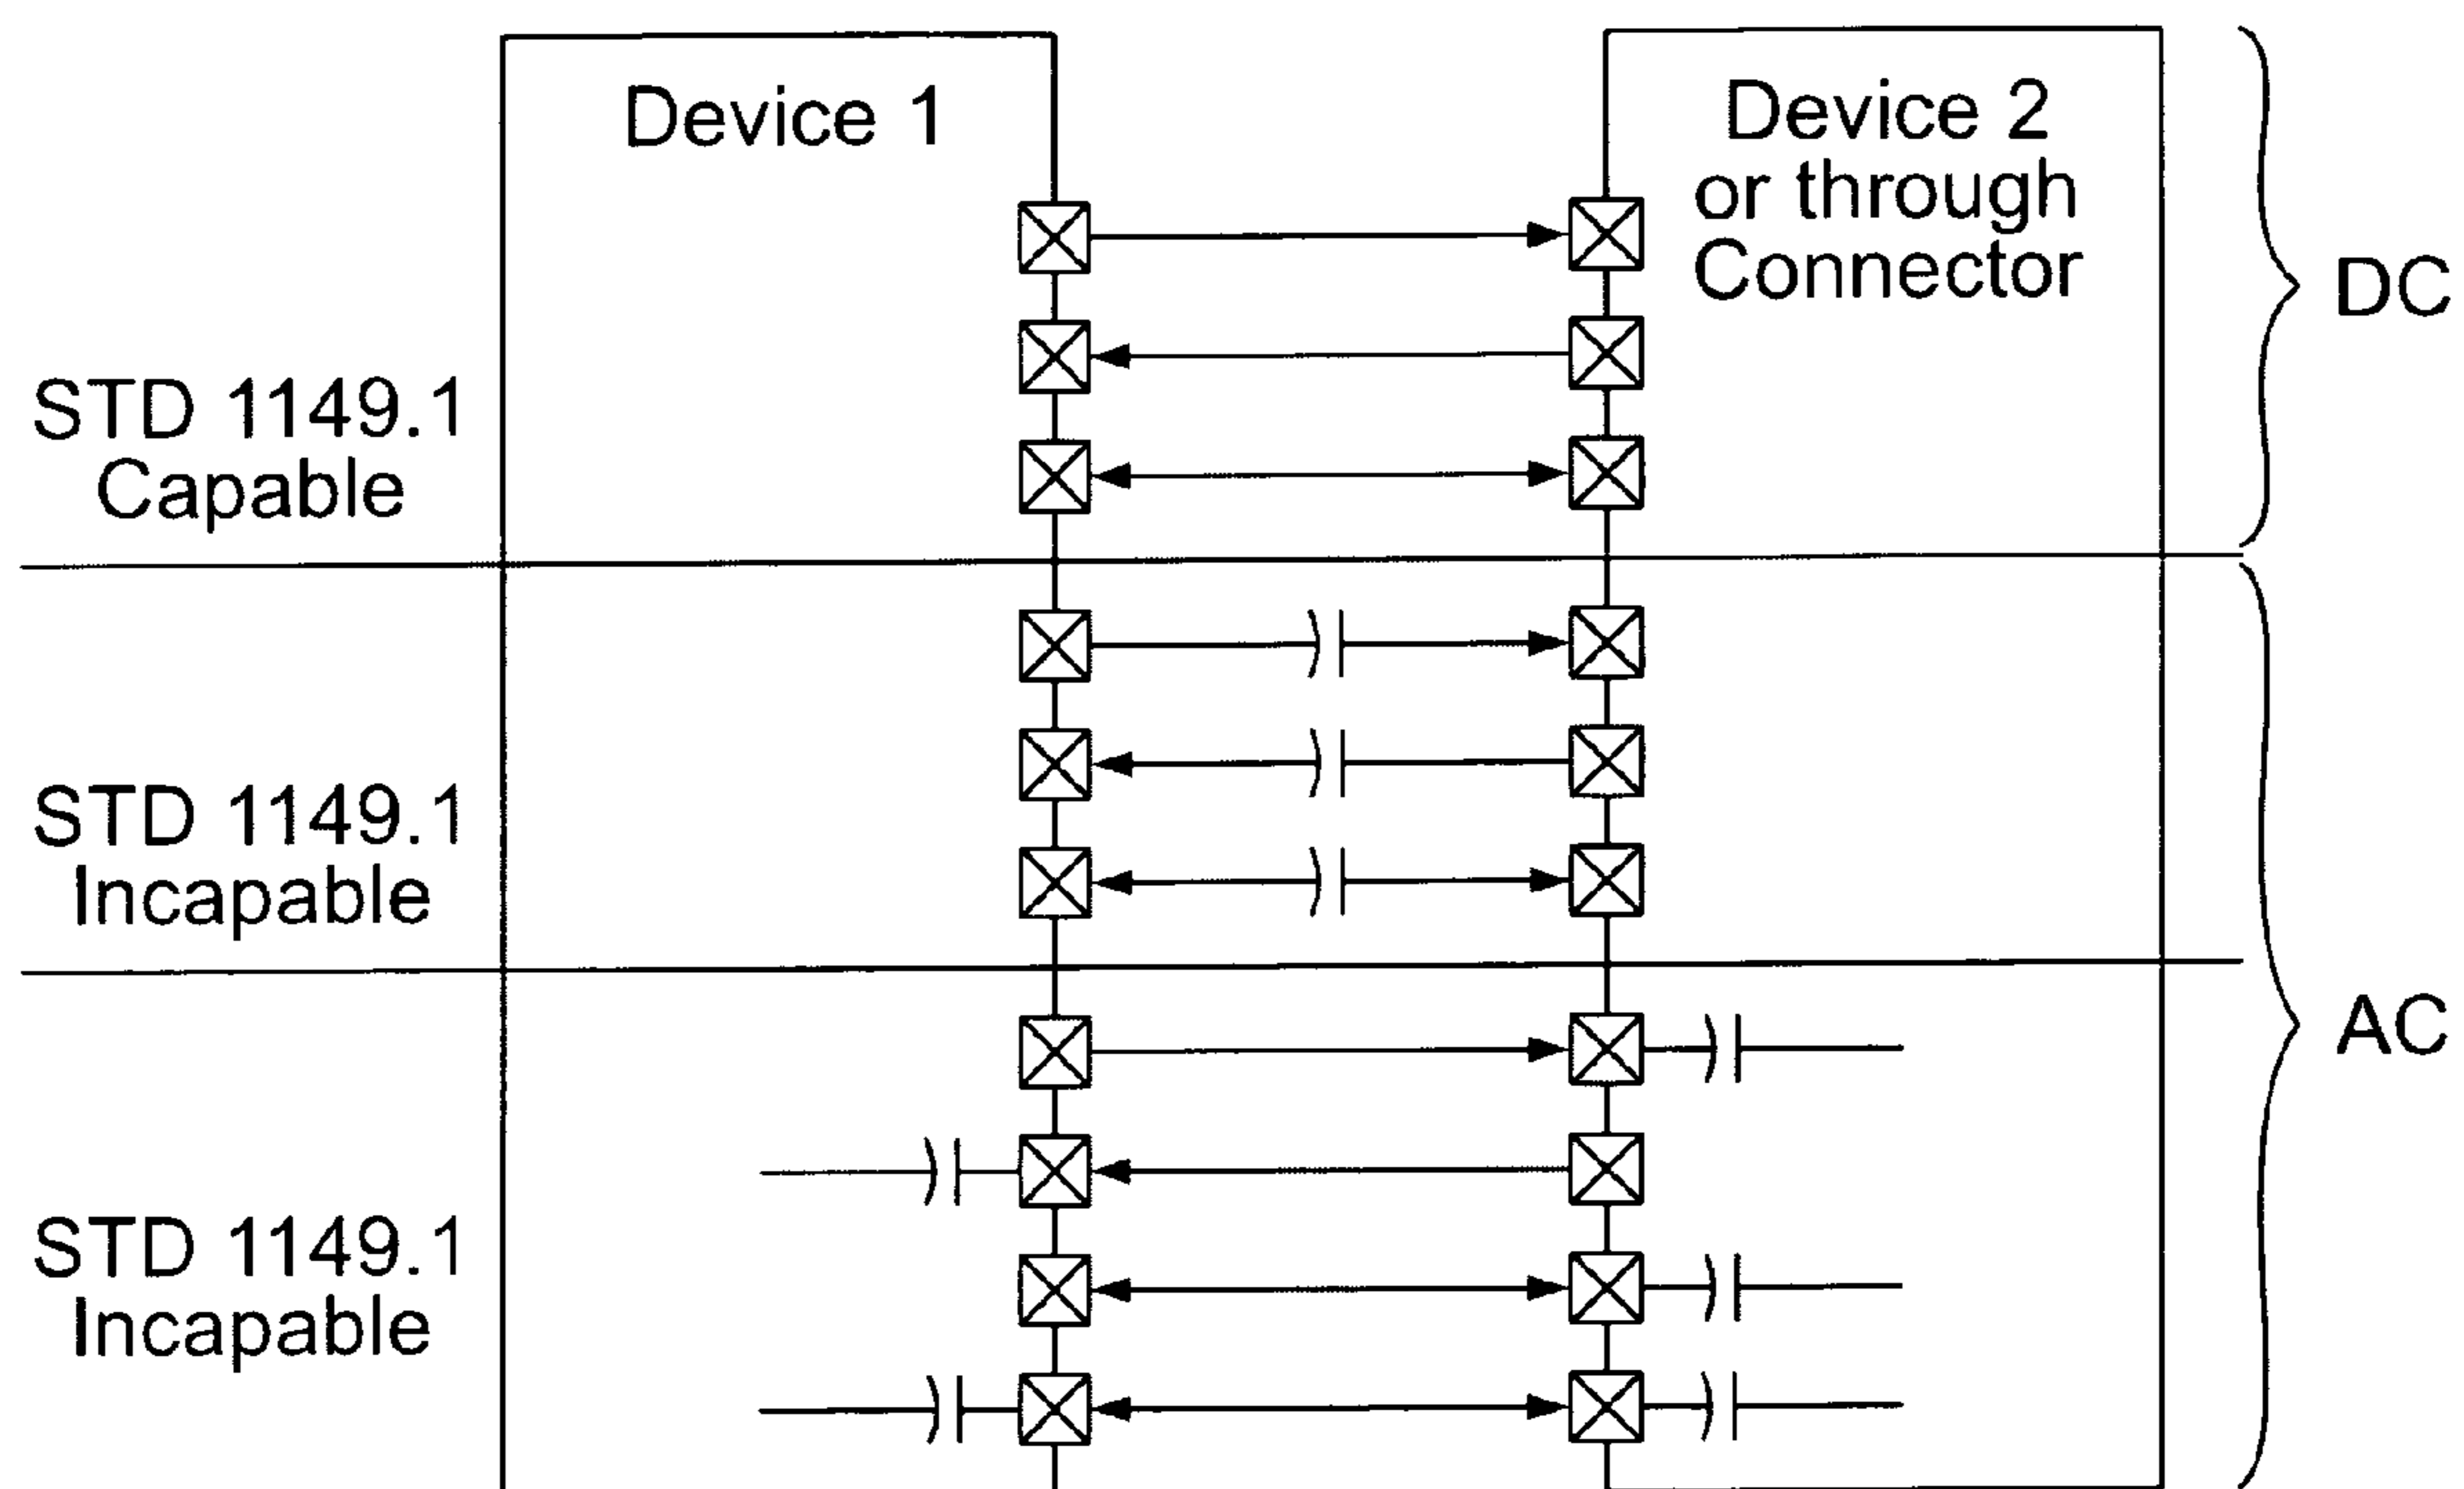 Device 1
Device 2
or through
Connector
DC
STD 1149.1
Capable
STD 1149.1
Incapable
AC
STD 1149.1
Incapable